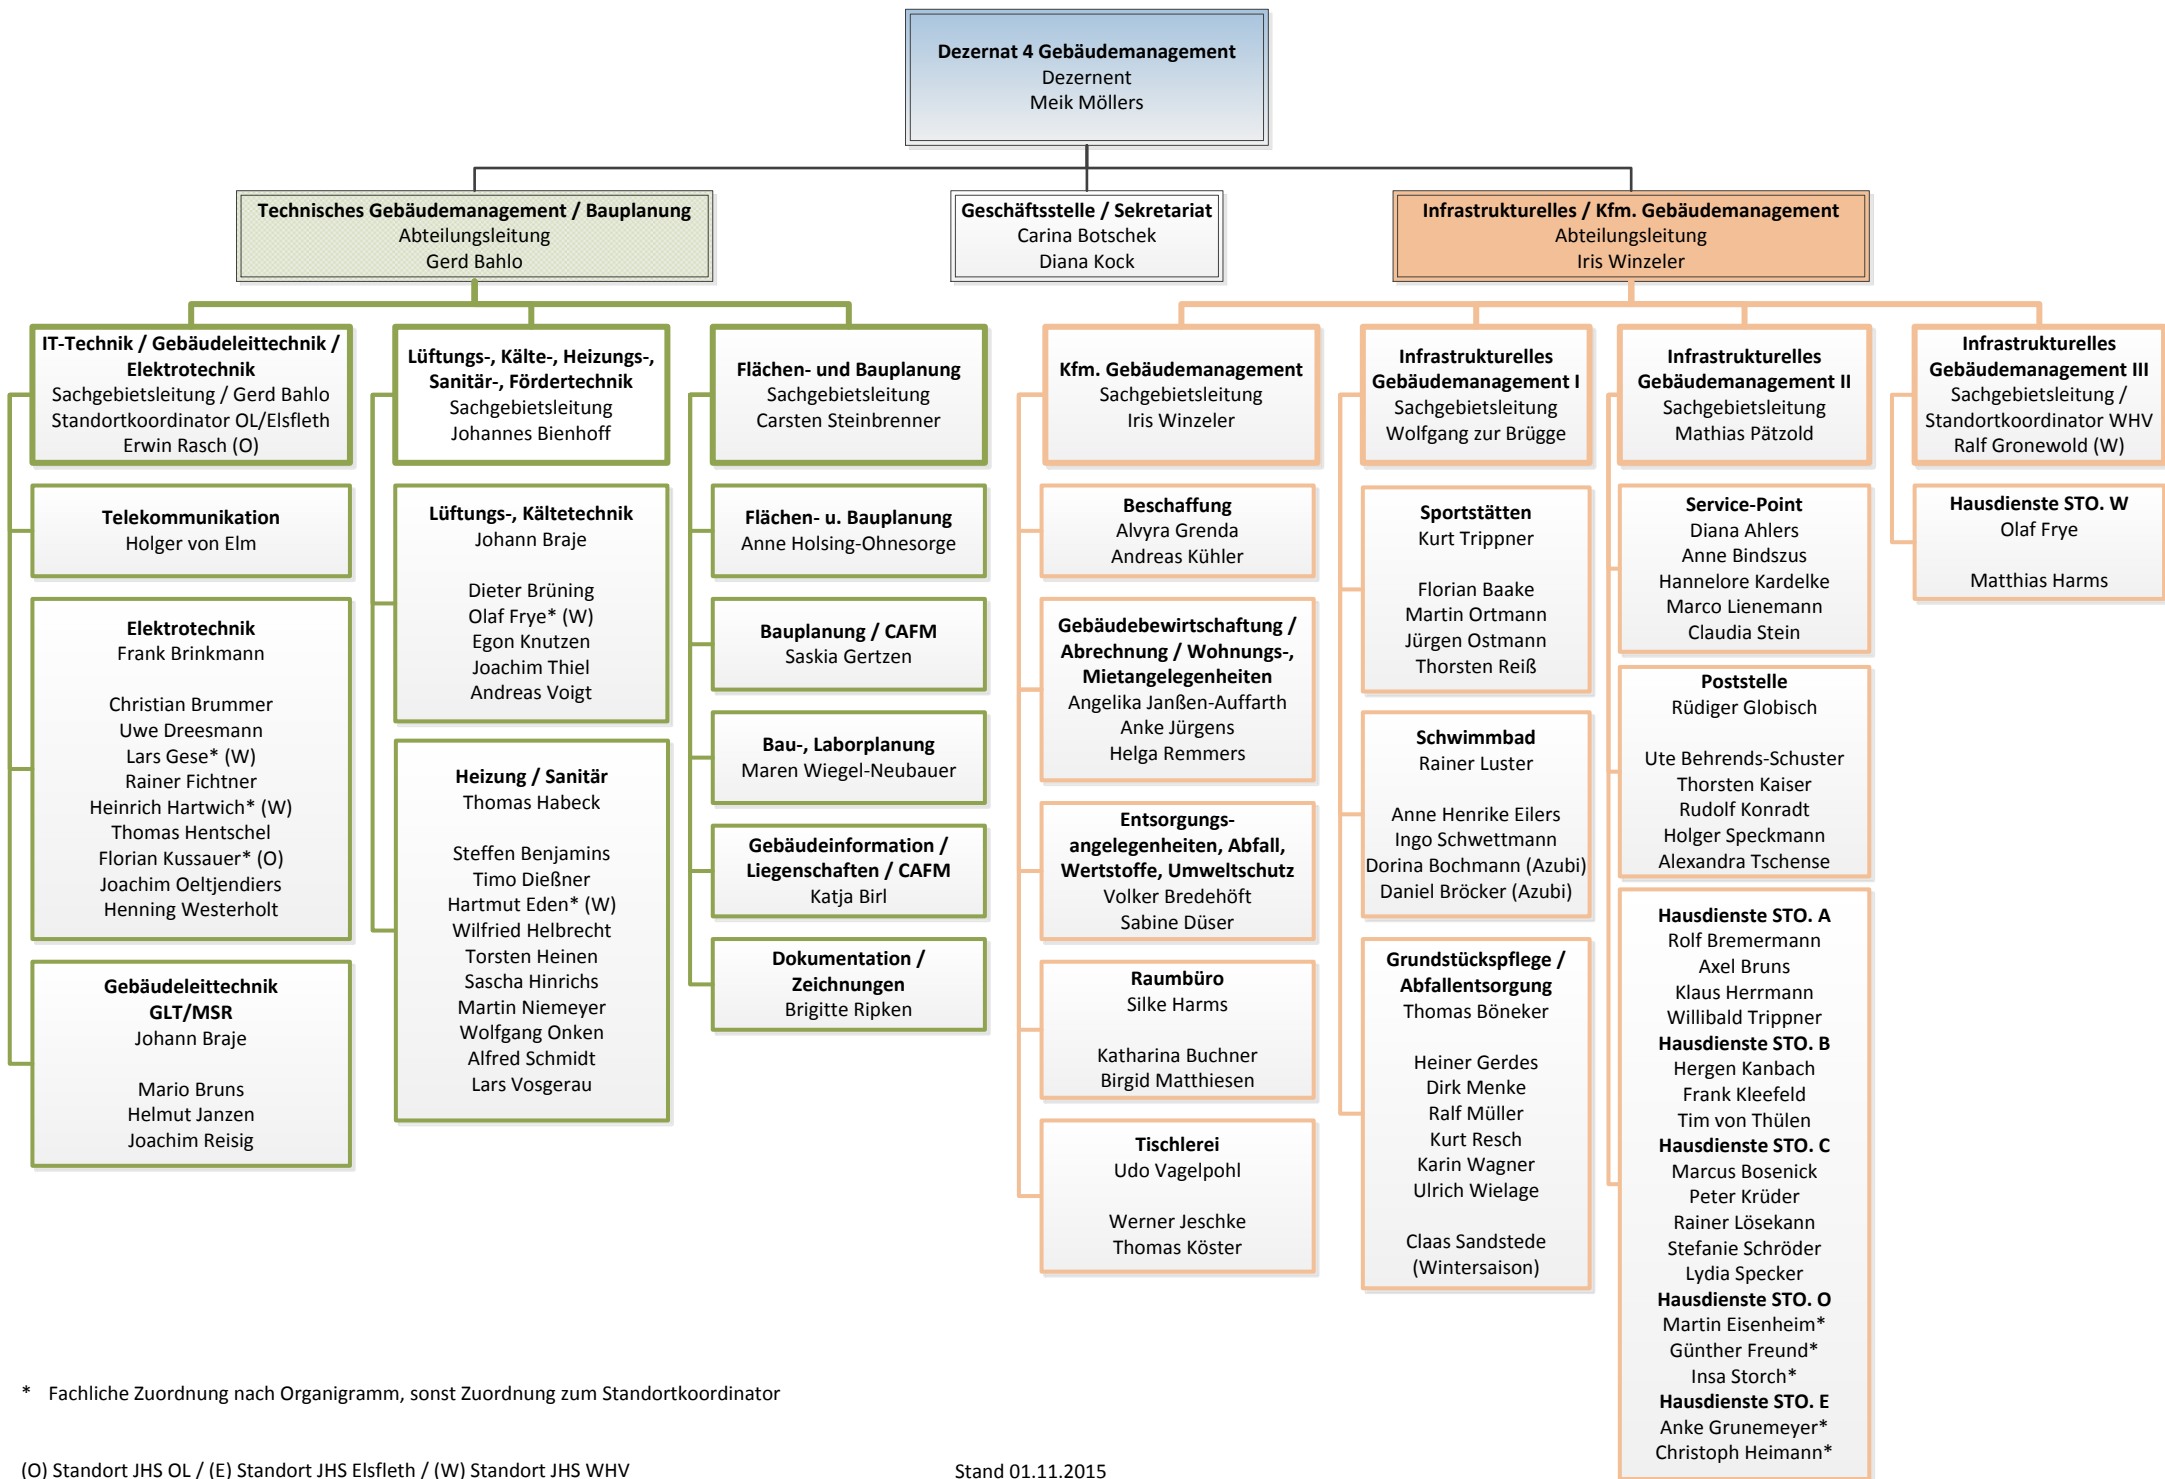 Dezernat 4 Gebäudemanagement
Dezernent
Meik Möllers
Technisches Gebäudemanagement / Bauplanung
Abteilungsleitung
Gerd Bahlo
Geschäftsstelle / Sekretariat
Carina Botschek
Diana Kock
Infrastrukturelles / Kfm. Gebäudemanagement
Abteilungsleitung
Iris Winzeler
IT-Technik / Gebäudeleittechnik /
Elektrotechnik
Sachgebietsleitung / Gerd Bahlo
Standortkoordinator OL/Elsfleth
Erwin Rasch (O)
Telekommunikation
Holger von Elm
Elektrotechnik
Frank Brinkmann
Christian Brummer
Uwe Dreesmann
Lars Gese* (W)
Rainer Fichtner
Heinrich Hartwich* (W)
Thomas Hentschel
Florian Kussauer* (O)
Joachim Oeltjendiers
Henning Westerholt
Gebäudeleittechnik
GLT/MSR
Johann Braje
Mario Bruns
Helmut Janzen
Joachim Reisig
Lüftungs-, Kälte-, Heizungs-,
Sanitär-, Fördertechnik
Sachgebietsleitung
Johannes Bienhoff
Lüftungs-, Kältetechnik
Johann Braje
Dieter Brüning
Olaf Frye* (W)
Egon Knutzen
Joachim Thiel
Andreas Voigt
Heizung / Sanitär
Thomas Habeck
Steffen Benjamins
Timo Dießner
Hartmut Eden* (W)
Wilfried Helbrecht
Torsten Heinen
Sascha Hinrichs
Martin Niemeyer
Wolfgang Onken
Alfred Schmidt
Lars Vosgerau
Flächen- und Bauplanung
Sachgebietsleitung
Carsten Steinbrenner
Flächen- u. Bauplanung
Anne Holsing-Ohnesorge
Bauplanung / CAFM
Saskia Gertzen
Bau-, Laborplanung
Maren Wiegel-Neubauer
Gebäudeinformation /
Liegenschaften / CAFM
Katja Birl
Dokumentation /
Zeichnungen
Brigitte Ripken
Kfm. Gebäudemanagement
Sachgebietsleitung
Iris Winzeler
Beschaffung
Alvyra Grenda
Andreas Kühler
Gebäudebewirtschaftung /
Abrechnung / Wohnungs-,
Mietangelegenheiten
Angelika Janßen-Auffarth
Anke Jürgens
Helga Remmers
Entsorgungs-
angelegenheiten, Abfall,
Wertstoffe, Umweltschutz
Volker Bredehöft
Sabine Düser
Raumbüro
Silke Harms
Katharina Buchner
Birgid Matthiesen
Tischlerei
Udo Vagelpohl
Werner Jeschke
Thomas Köster
Infrastrukturelles
Gebäudemanagement I
Sachgebietsleitung
Wolfgang zur Brügge
Sportstätten
Kurt Trippner
Florian Baake
Martin Ortmann
Jürgen Ostmann
Thorsten Reiß
Schwimmbad
Rainer Luster
Anne Henrike Eilers
Ingo Schwettmann
Dorina Bochmann (Azubi)
Daniel Bröcker (Azubi)
Grundstückspflege /
Abfallentsorgung
Thomas Böneker
Heiner Gerdes
Dirk Menke
Ralf Müller
Kurt Resch
Karin Wagner
Ulrich Wielage
Claas Sandstede
(Wintersaison)
Infrastrukturelles
Gebäudemanagement II
Sachgebietsleitung
Mathias Pätzold
Service-Point
Diana Ahlers
Anne Bindszus
Hannelore Kardelke
Marco Lienemann
Claudia Stein
Poststelle
Rüdiger Globisch
Ute Behrends-Schuster
Thorsten Kaiser
Rudolf Konradt
Holger Speckmann
Alexandra Tschense
Hausdienste STO. A
Rolf Bremermann
Axel Bruns
Klaus Herrmann
Willibald Trippner
Hausdienste STO. B
Hergen Kanbach
Frank Kleefeld
Tim von Thülen
Hausdienste STO. C
Marcus Bosenick
Peter Krüder
Rainer Lösekann
Stefanie Schröder
Lydia Specker
Hausdienste STO. O
Martin Eisenheim*
Günther Freund*
Insa Storch*
Hausdienste STO. E
Anke Grunemeyer*
Christoph Heimann*
Infrastrukturelles
Gebäudemanagement III
Sachgebietsleitung /
Standortkoordinator WHV
Ralf Gronewold (W)
Hausdienste STO. W
Olaf Frye
Matthias Harms
* Fachliche Zuordnung nach Organigramm, sonst Zuordnung zum Standortkoordinator
(O) Standort JHS OL / (E) Standort JHS Elsfleth / (W) Standort JHS WHV
Stand 01.11.2015